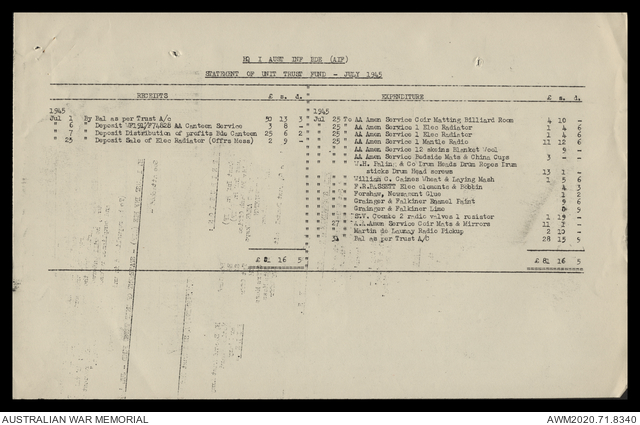 HQ I AUST INF BDE (AIF)
STATEMENT OF UNIT TRUST FUND - JULY 1945
RECEIPTS £ s. d. EXPENDITURE £ s. d.
1945 1945
Jul 1 By Bal as per Trust A/c 50 13 3 Jul 25 To AA Amen Service Coir Matting Billiard Room 4 10 -
" 6 " Deposit AA Canteen Service 3 8 - " 25 " AA Amen Service 1 Elec Radiator 1 4 6
" 7 " Deposit Distribution of profits Bde Canteen 25 6 2 " 25 " AA Amen Service 1 Elec Radiator 1 4 6
" 25 " Deposit Sale of Elec Radiator (Offrs Mess) 2 9 - " 25 " AA Amen Service 1 Mantle Radio 11 12 6
AA Amen Service 12 skeins Blanket Wool 9 -
AA Amen Service Bedside Mats & China Cups 3 - -
W.H. Paling & Co Drum Heads Drum Ropes Drum
sticks Drum Head screws 13 1 -
William C. Gaines Wheat & Laying Mash 1 5 6
F.R. BASSETT Elec elements & Bobbin 4 3
Forshaw, Newsagent Glue 1 2
Grainger & Falkiner Enamel Paint 9 6
Grainger & Falkiner Lime 9
E.W. Coombe 2 radio valves 1 resistor 1 19
" 27 " A.A Amen Service Coir Mats & Mirrors 11 -
Martin de Launay Radio Pickup 2 10 -
31 Bal as per Trust A/C 28 15 5
£ 81 16 5 £ 81 16 5
AUSTRALIAN WAR MEMORIAL AWM2020.71.8340